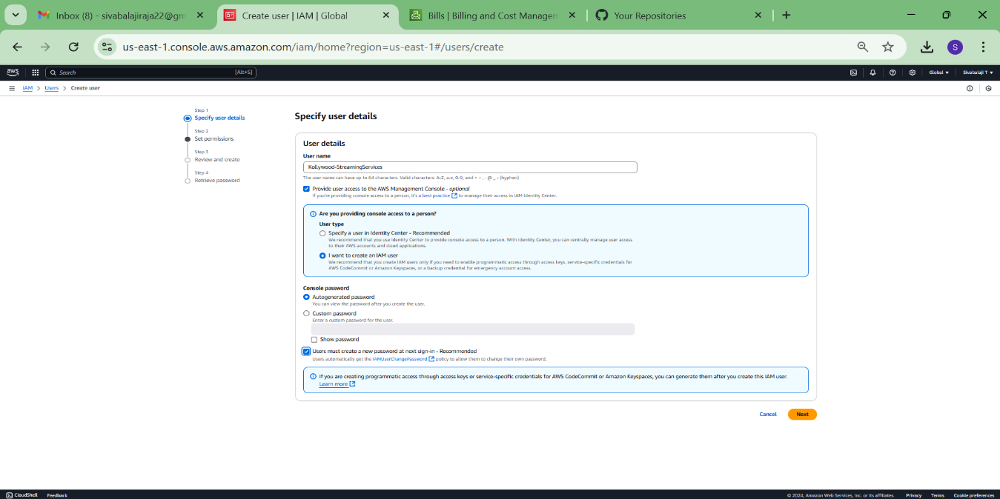 Inbox (8) - sivabalajiraja22@gm
Create user | IAM | Global
Bills | Billing and Cost Managem
Your Repositories
us-east-1.console.aws.amazon.com/iam/home?region=us-east-1#/users/create
S
aws
Search
[Alt+S]
Global
Sivabalaji T
IAM > Users > Create user
Step 1
Specify user details
Step 2
Set permissions
Step 3
Review and create
Step 4
Retrieve password
Specify user details
User details
User name
Kollywood-StreamingServices
The user name can have up to 64 characters. Valid characters: A-Z, a-z, 0-9, and + = , . @ _ - (hyphen)
Provide user access to the AWS Management Console - optional
If you're providing console access to a person, it's a best practice to manage their access in IAM Identity Center.
Are you providing console access to a person?
User type
Specify a user in Identity Center - Recommended
We recommend that you use Identity Center to provide console access to a person. With Identity Center, you can centrally manage user access
to their AWS accounts and cloud applications.
I want to create an IAM user
We recommend that you create IAM users only if you need to enable programmatic access through access keys, service-specific credentials for
AWS CodeCommit or Amazon Keyspaces, or a backup credential for emergency account access.
Console password
Autogenerated password
You can view the password after you create the user.
Custom password
Enter a custom password for the user.
Show password
Users must create a new password at next sign-in - Recommended
Users automatically get the IAMUserChangePassword policy to allow them to change their own password.
If you are creating programmatic access through access keys or service-specific credentials for AWS CodeCommit or Amazon Keyspaces, you can generate them after you create this IAM user.
Learn more
Cancel
Next
CloudShell
Feedback
© 2024, Amazon Web Services, Inc. or its affiliates.
Privacy
Terms
Cookie preferences